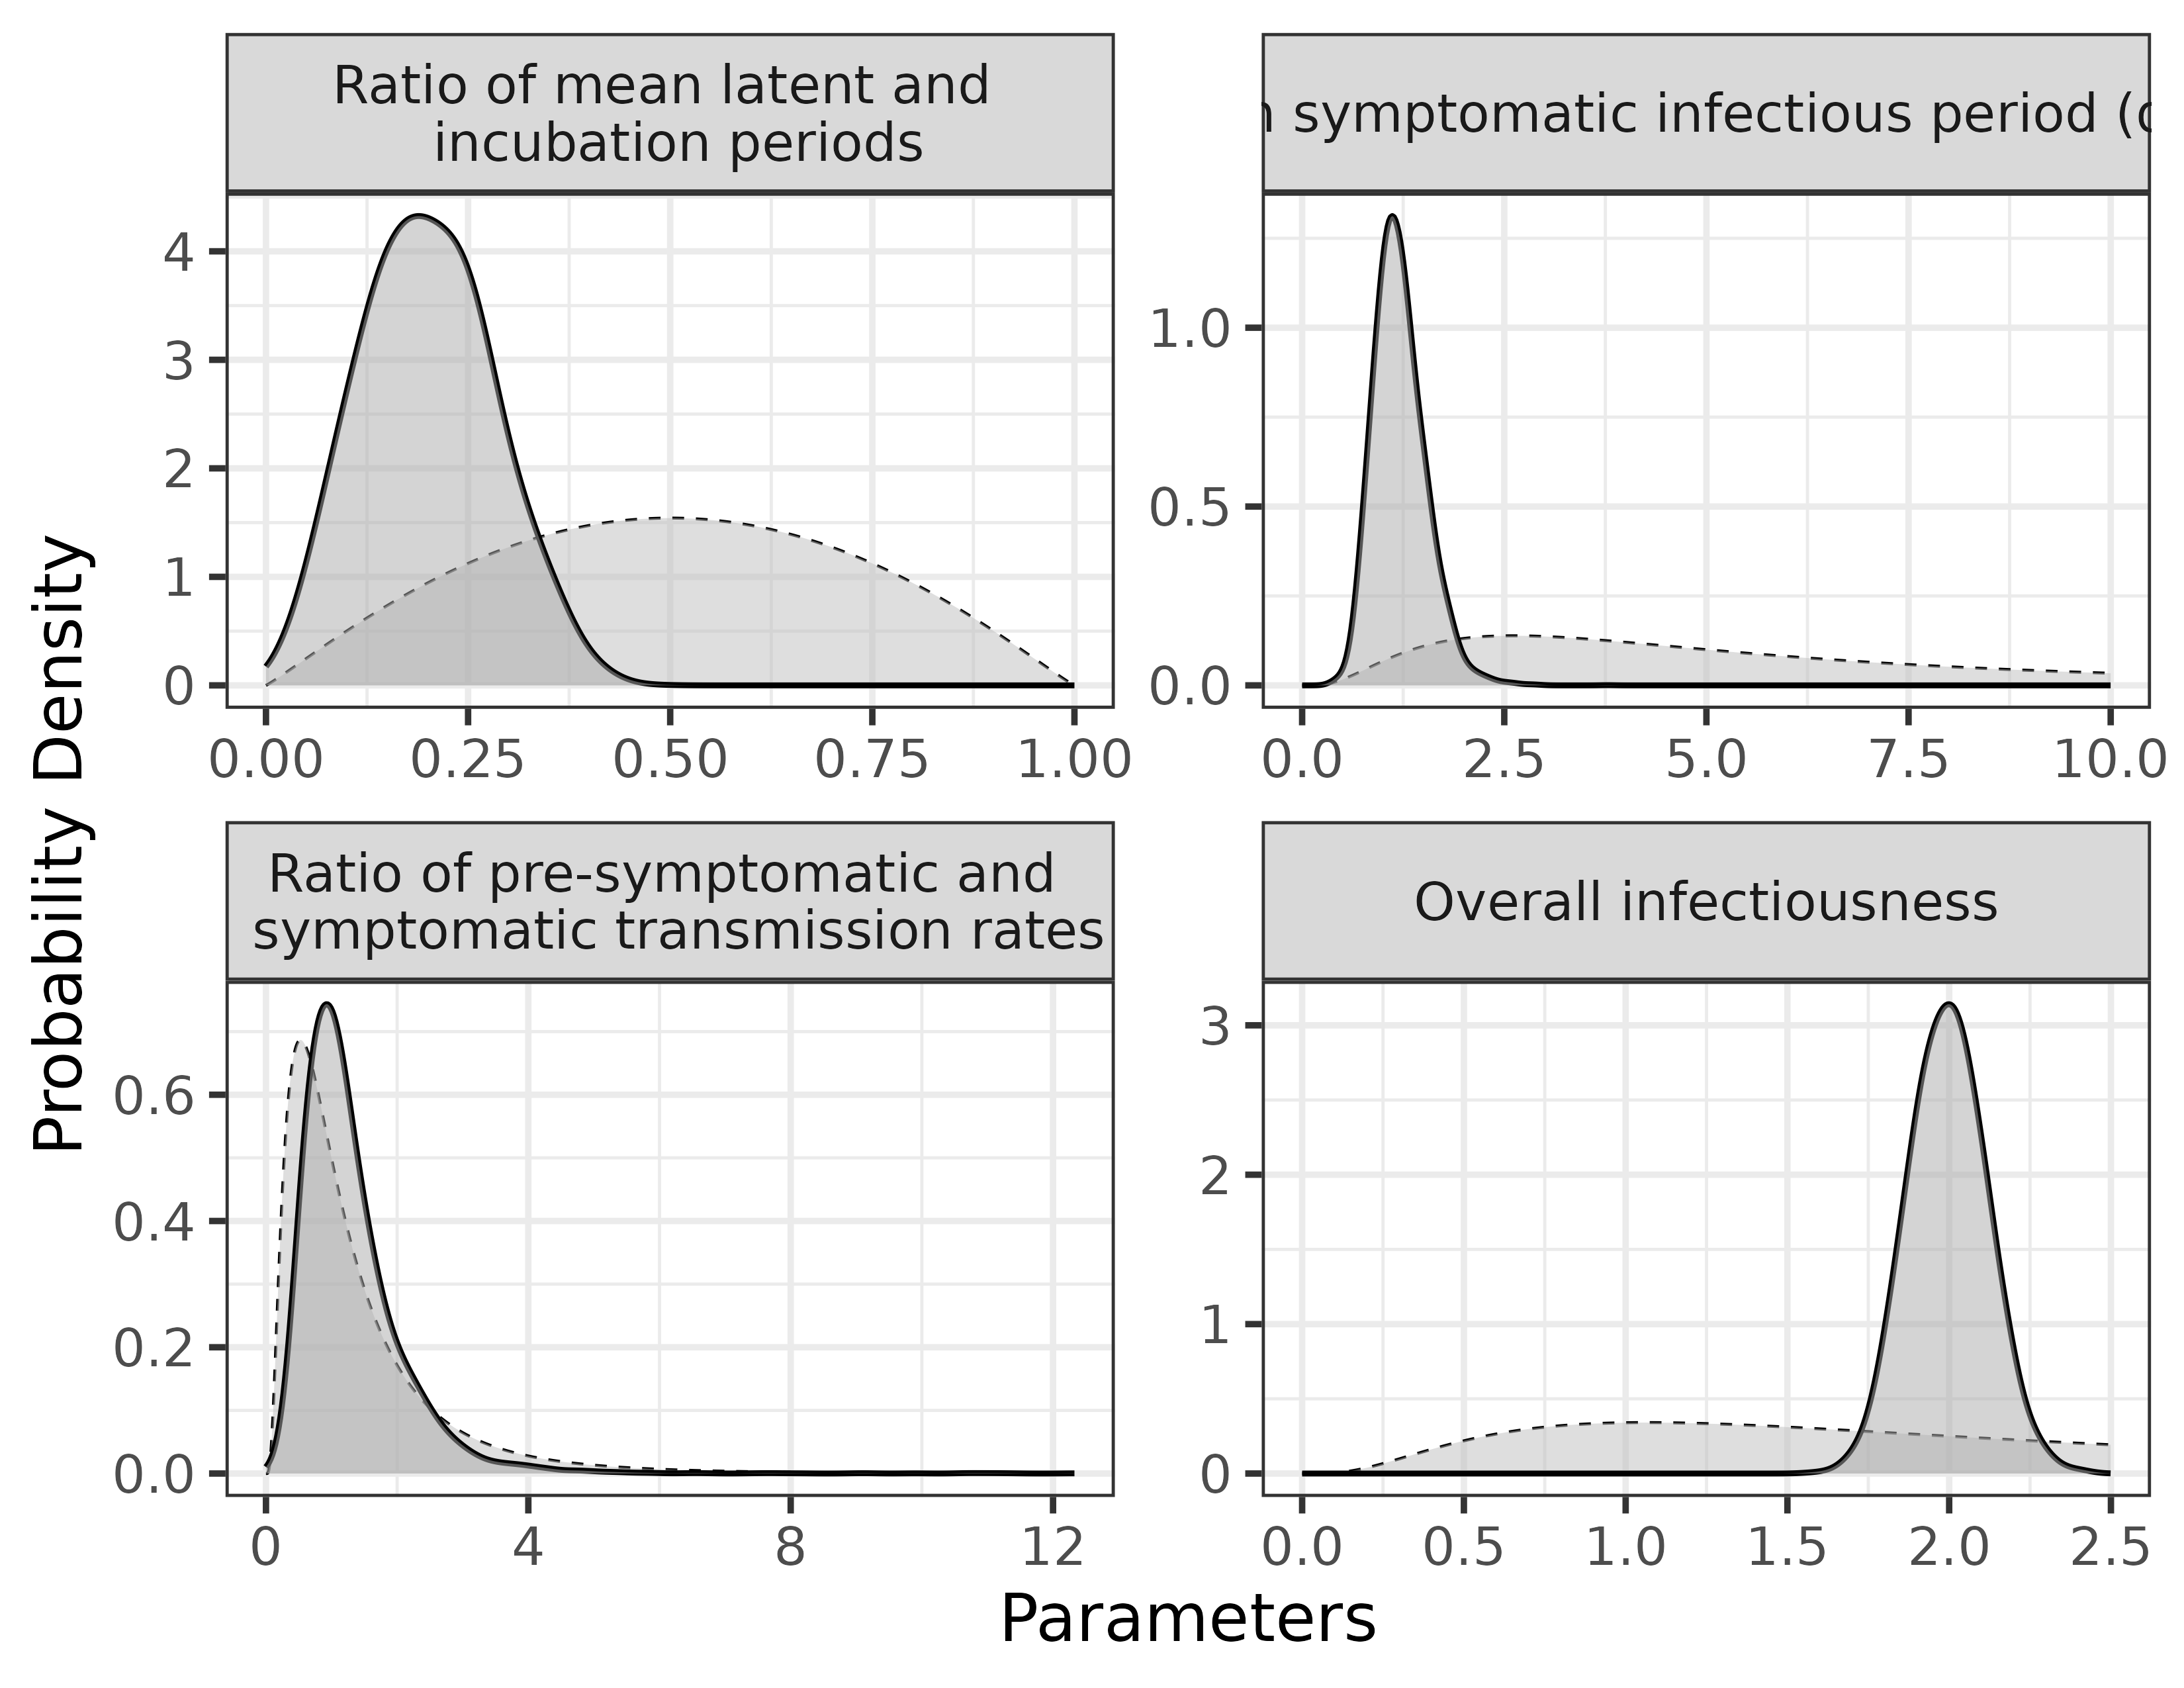 Ratio of mean latent and
incubation periods
symptomatic infectious period
4
3
2
1
0
0.00 0.25 0.50 0.75 1.00
1.0
0.5
0.0
0.0 2.5 5.0 7.5 10.0
Probability Density
Ratio of pre-symptomatic and
symptomatic transmission rates
Overall infectiousness
0.6
0.4
0.2
0.0
0 4 8 12
3
2
1
0
0.0 0.5 1.0 1.5 2.0 2.5
Parameters